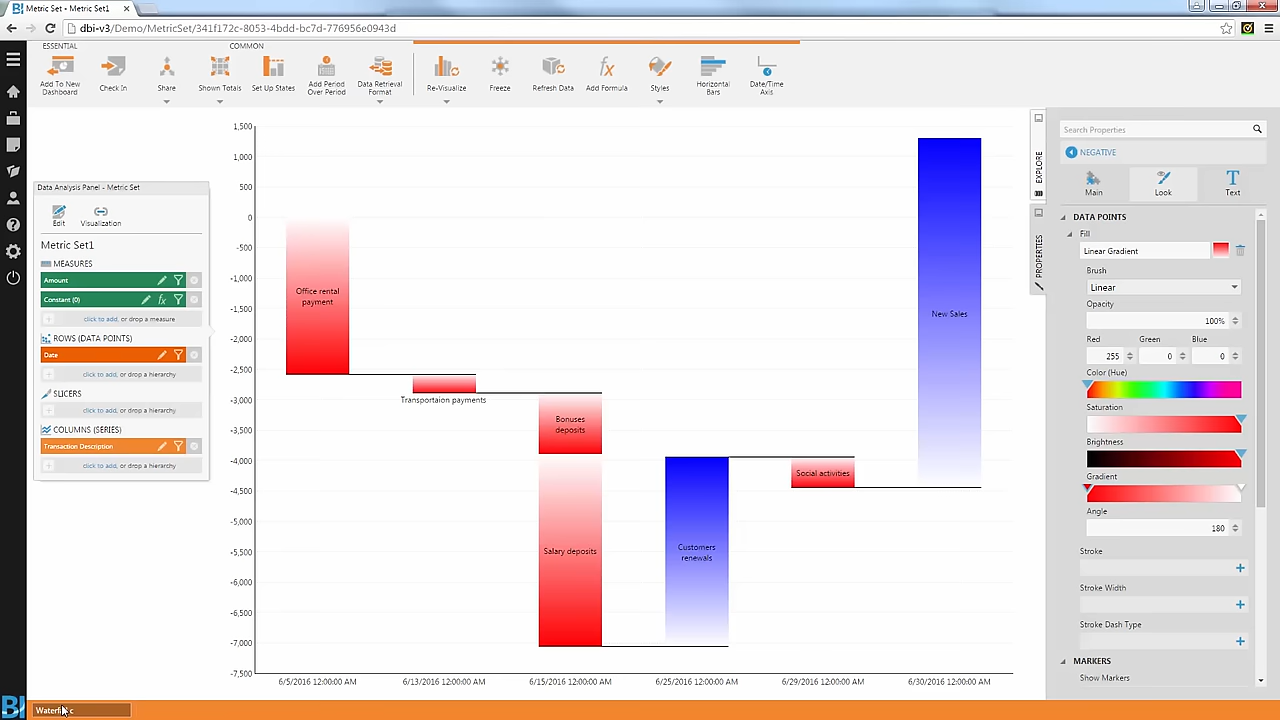 Metric Set • Metric Set1
dbi-v3/Demo/MetricSet/341f172c-8053-4bdd-bc7d-776956e0943d
ESSENTIAL
COMMON
Add To New Dashboard
Check In
Share
Shown Totals
Set Up States
Add Period Over Period
Data Retrieval Format
Re-Visualize
Freeze
Refresh Data
Add Formula
Styles
Horizontal Bars
Date/Time Axis
Data Analysis Panel - Metric Set
Edit
Visualization
Metric Set1
MEASURES
Amount
Constant (0)
click to add, or drop a measure
ROWS (DATA POINTS)
Date
click to add, or drop a hierarchy
SLICERS
click to add, or drop a hierarchy
COLUMNS (SERIES)
Transaction Description
click to add, or drop a hierarchy
1,500
1,000
500
0
-500
-1,000
-1,500
-2,000
-2,500
-3,000
-3,500
-4,000
-4,500
-5,000
-5,500
-6,000
-6,500
-7,000
-7,500
Office rental
payment
Transportaion payments
Bonuses
deposits
Salary deposits
Customers
renewals
Social activities
New Sales
6/5/2016 12:00:00 AM
6/13/2016 12:00:00 AM
6/15/2016 12:00:00 AM
6/25/2016 12:00:00 AM
6/29/2016 12:00:00 AM
6/30/2016 12:00:00 AM
EXPLORE
PROPERTIES
Search Properties
NEGATIVE
Main
Look
Text
DATA POINTS
Fill
Linear Gradient
Brush
Linear
Opacity
100%
Red Green Blue
255 0 0
Color (Hue)
Saturation
Brightness
Gradient
Angle
180
Stroke
Stroke Width
Stroke Dash Type
MARKERS
Show Markers